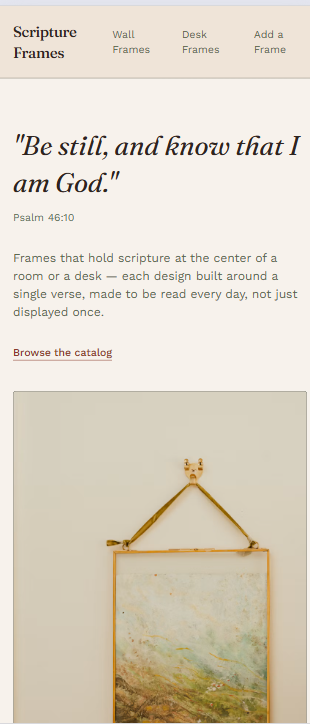 Scripture
Frames
Wall
Frames
Desk
Frames
Add a
Frame
"Be still, and know that I
am God."
Psalm 46:10
Frames that hold scripture at the center of a
room or a desk — each design built around a
single verse, made to be read every day, not just
displayed once.
Browse the catalog